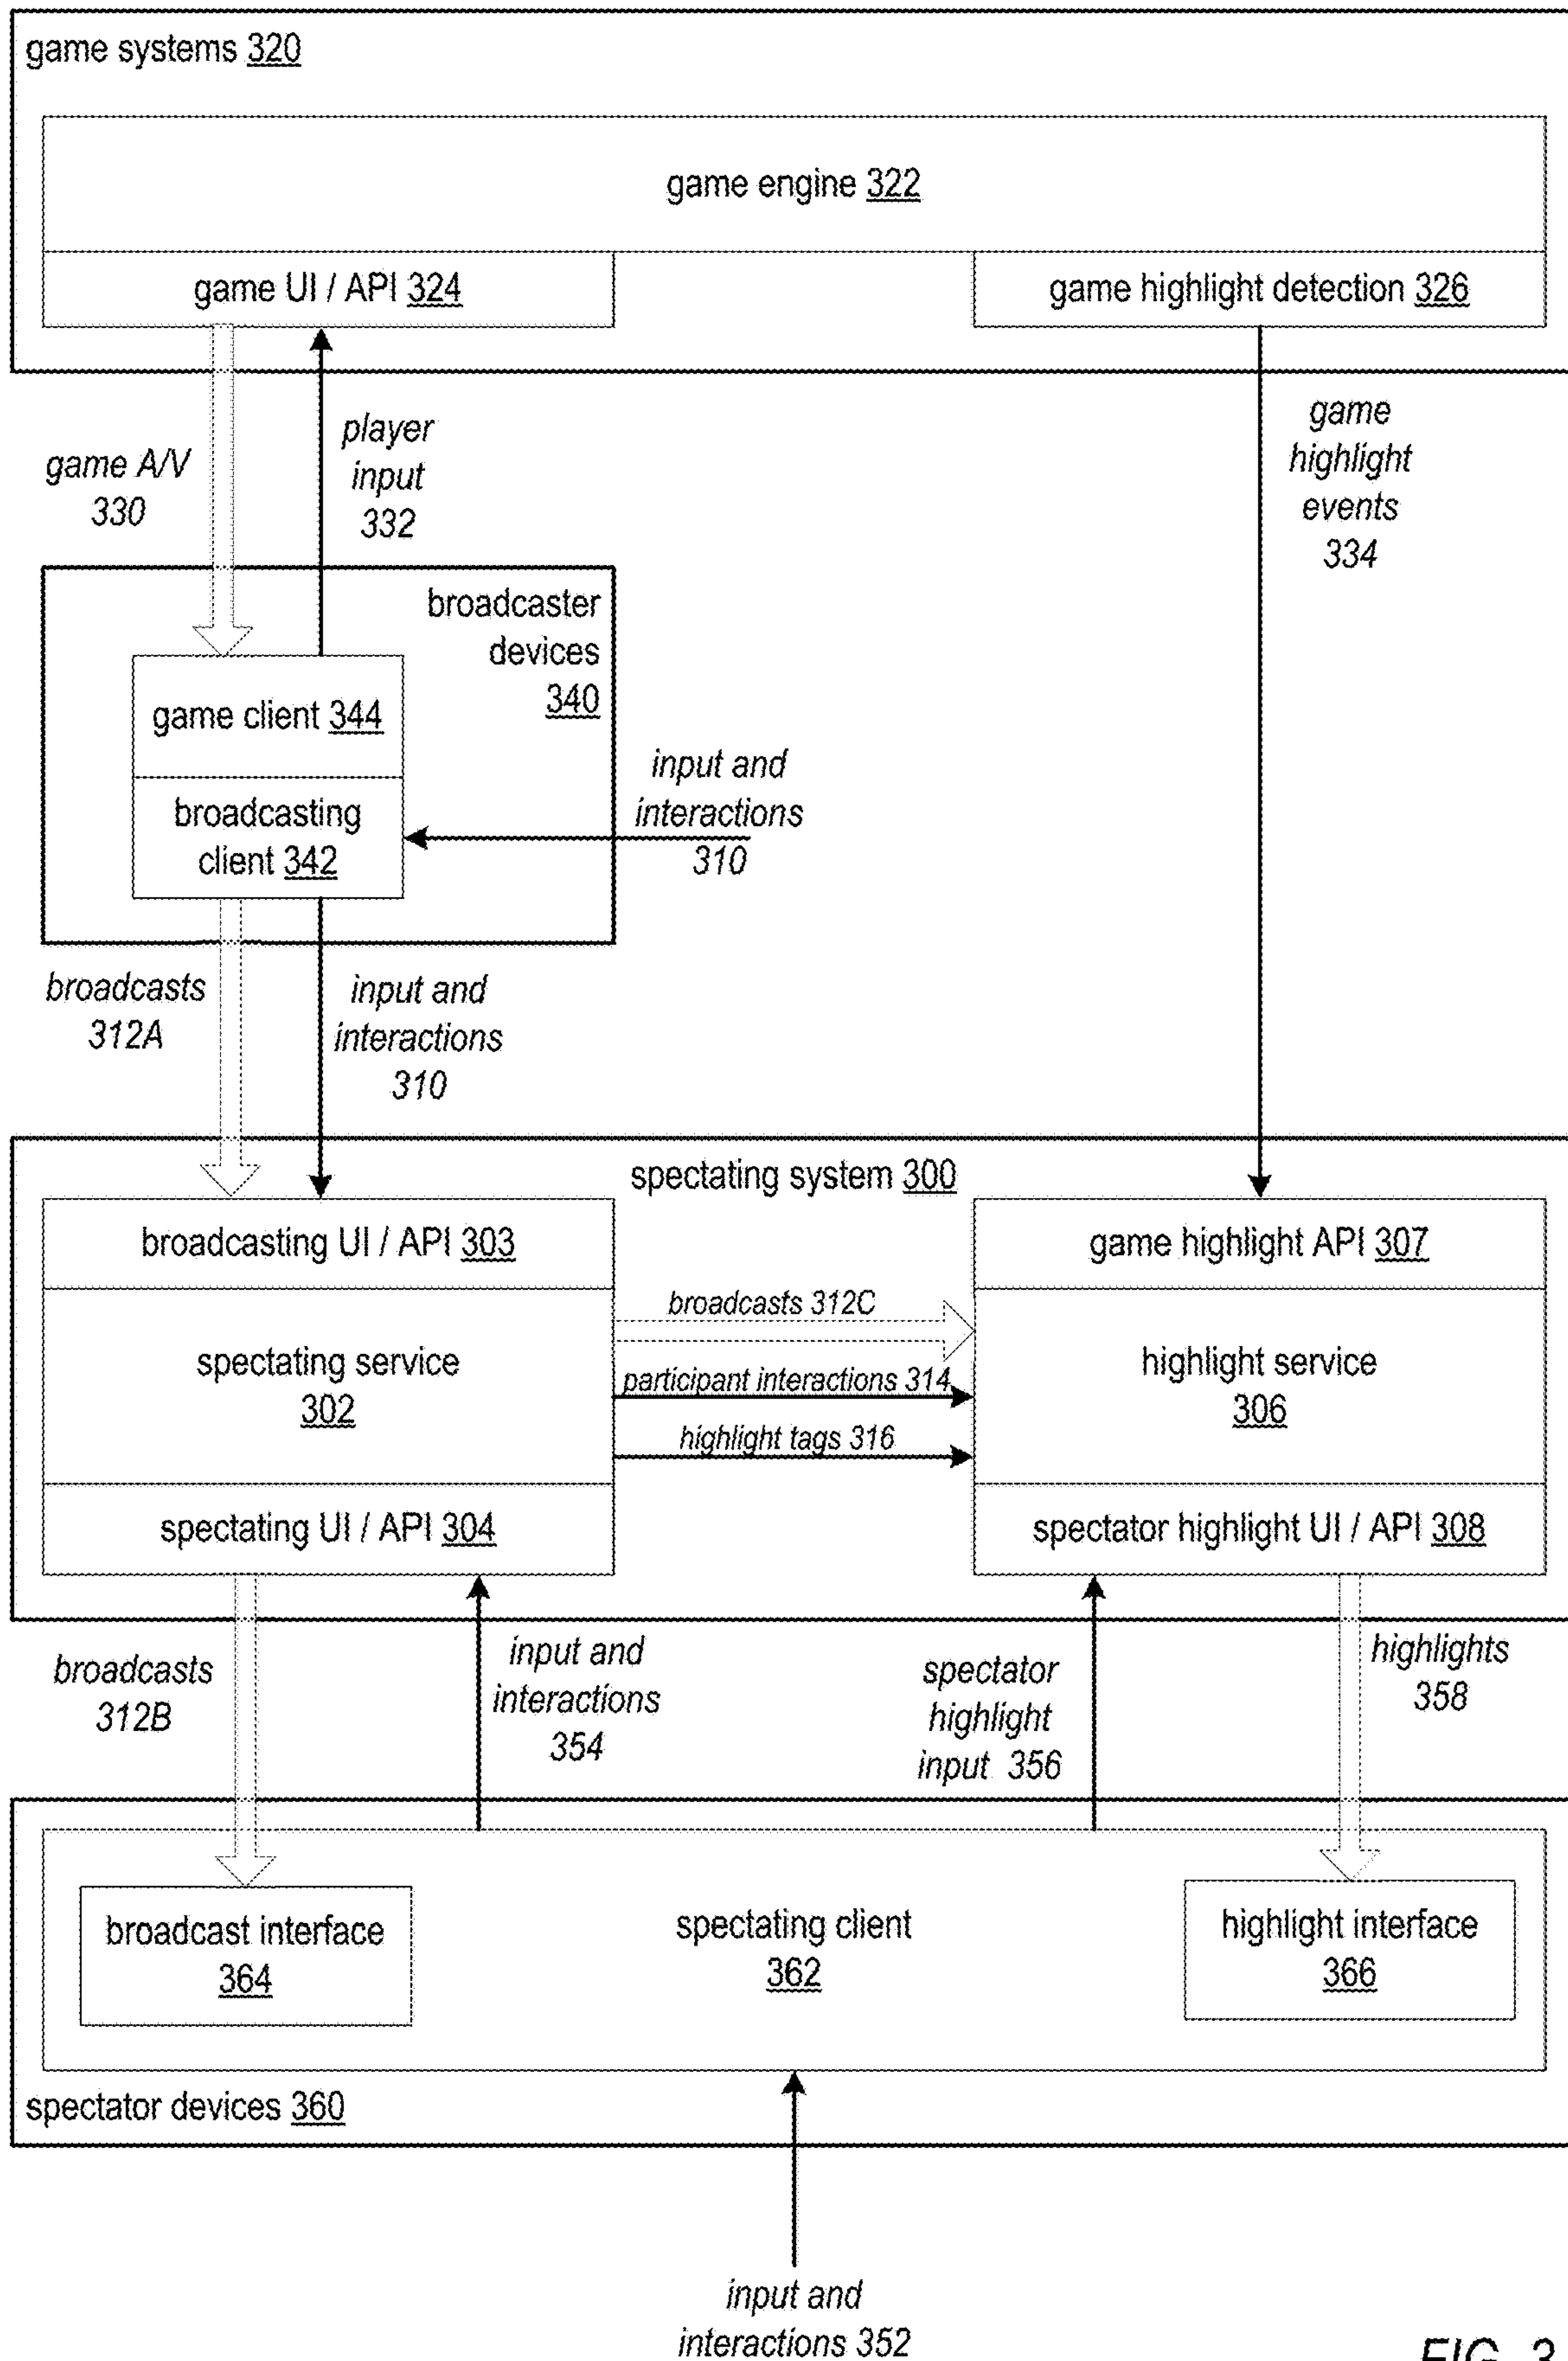 game systems 320
game engine 322
game UI / API 324
game highlight detection 326
game A/V
330
player
input
332
game
highlight
events
334
broadcaster
devices
340
game client 344
broadcasting
client 342
input and
interactions
310
broadcasts
312A
input and
interactions
310
spectating system 300
broadcasting UI / API 303
game highlight API 307
broadcasts 312C
spectating service
302
participant interactions 314
highlight service
306
highlight tags 316
spectating UI / API 304
spectator highlight UI / API 308
broadcasts
312B
input and
interactions
354
spectator
highlight
input 356
highlights
358
broadcast interface
364
spectating client
362
highlight interface
366
spectator devices 360
input and
interactions 352
FIG. 3